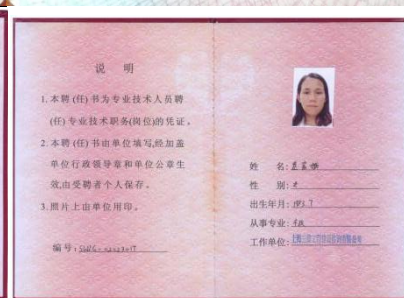 说 明
1. 本聘 (任) 书为专业技术人员聘
(任) 专业技术职务(岗位)的凭证。
2. 本聘 (任) 书由单位填写,经加盖
单位行政领导章和单位公章生
效,由受聘者个人保存。
3. 照片上由单位用印。
编 号:
姓 名:
性 别: 女
出生年月:
从事专业:
工作单位: